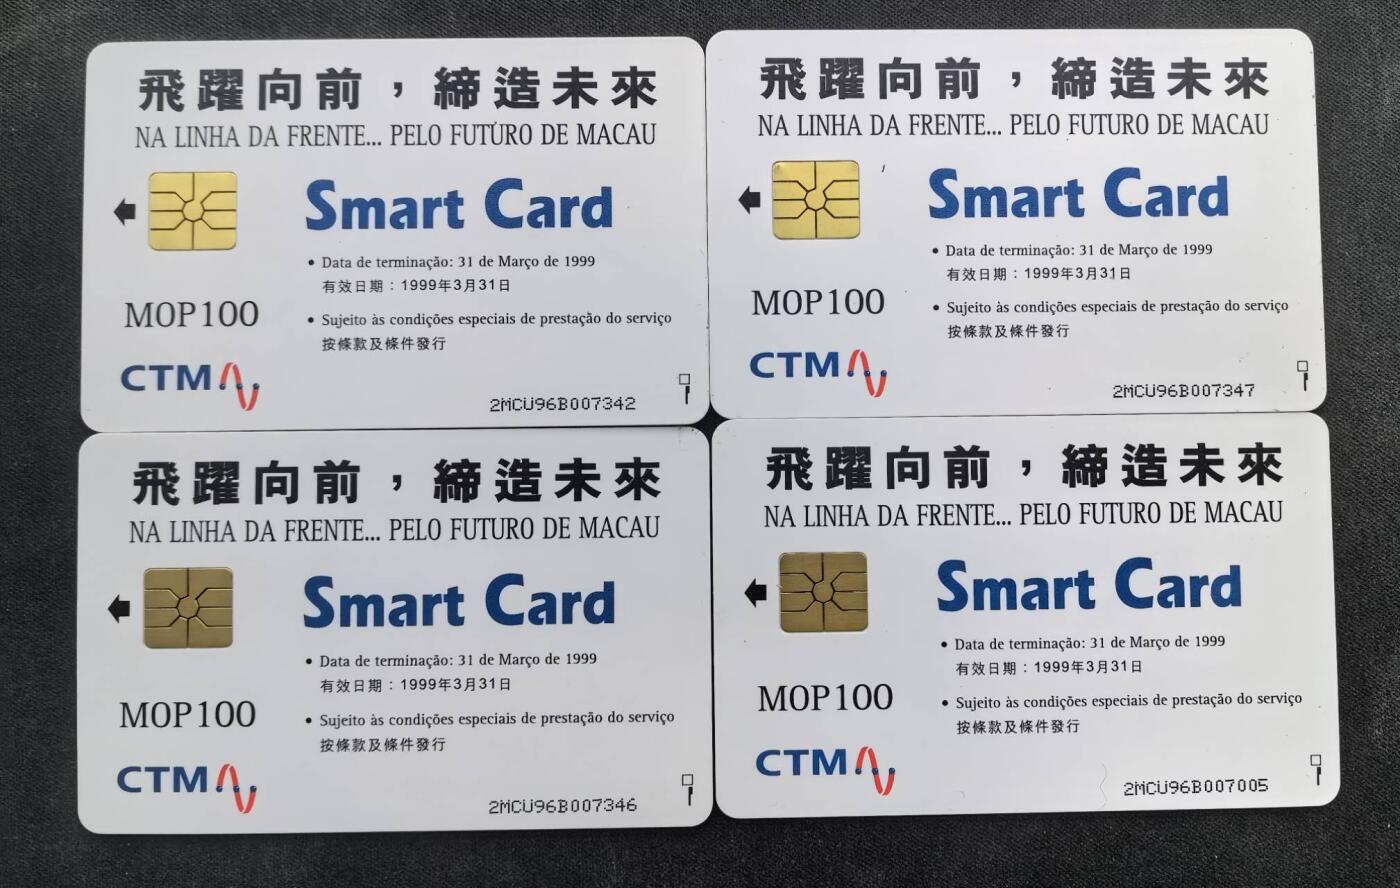 飛躍向前，締造未來
NA LINHA DA FRENTE... PELO FUTURO DE MACAU
Smart Card
• Data de terminação: 31 de Março de 1999
有效日期：1999年3月31日
MOP100
• Sujeito às condições especiais de prestação do serviço
按條款及條件發行
CTM
2MCU96B007342
飛躍向前，締造未來
NA LINHA DA FRENTE... PELO FUTURO DE MACAU
Smart Card
• Data de terminação: 31 de Março de 1999
有效日期：1999年3月31日
MOP100
• Sujeito às condições especiais de prestação do serviço
按條款及條件發行
CTM
2MCU96B007347
飛躍向前，締造未來
NA LINHA DA FRENTE... PELO FUTURO DE MACAU
Smart Card
• Data de terminação: 31 de Março de 1999
有效日期：1999年3月31日
MOP100
• Sujeito às condições especiais de prestação do serviço
按條款及條件發行
CTM
2MCU96B007346
飛躍向前，締造未來
NA LINHA DA FRENTE... PELO FUTURO DE MACAU
Smart Card
• Data de terminação: 31 de Março de 1999
有效日期：1999年3月31日
MOP100
• Sujeito às condições especiais de prestação do serviço
按條款及條件發行
CTM
2MCU96B007005